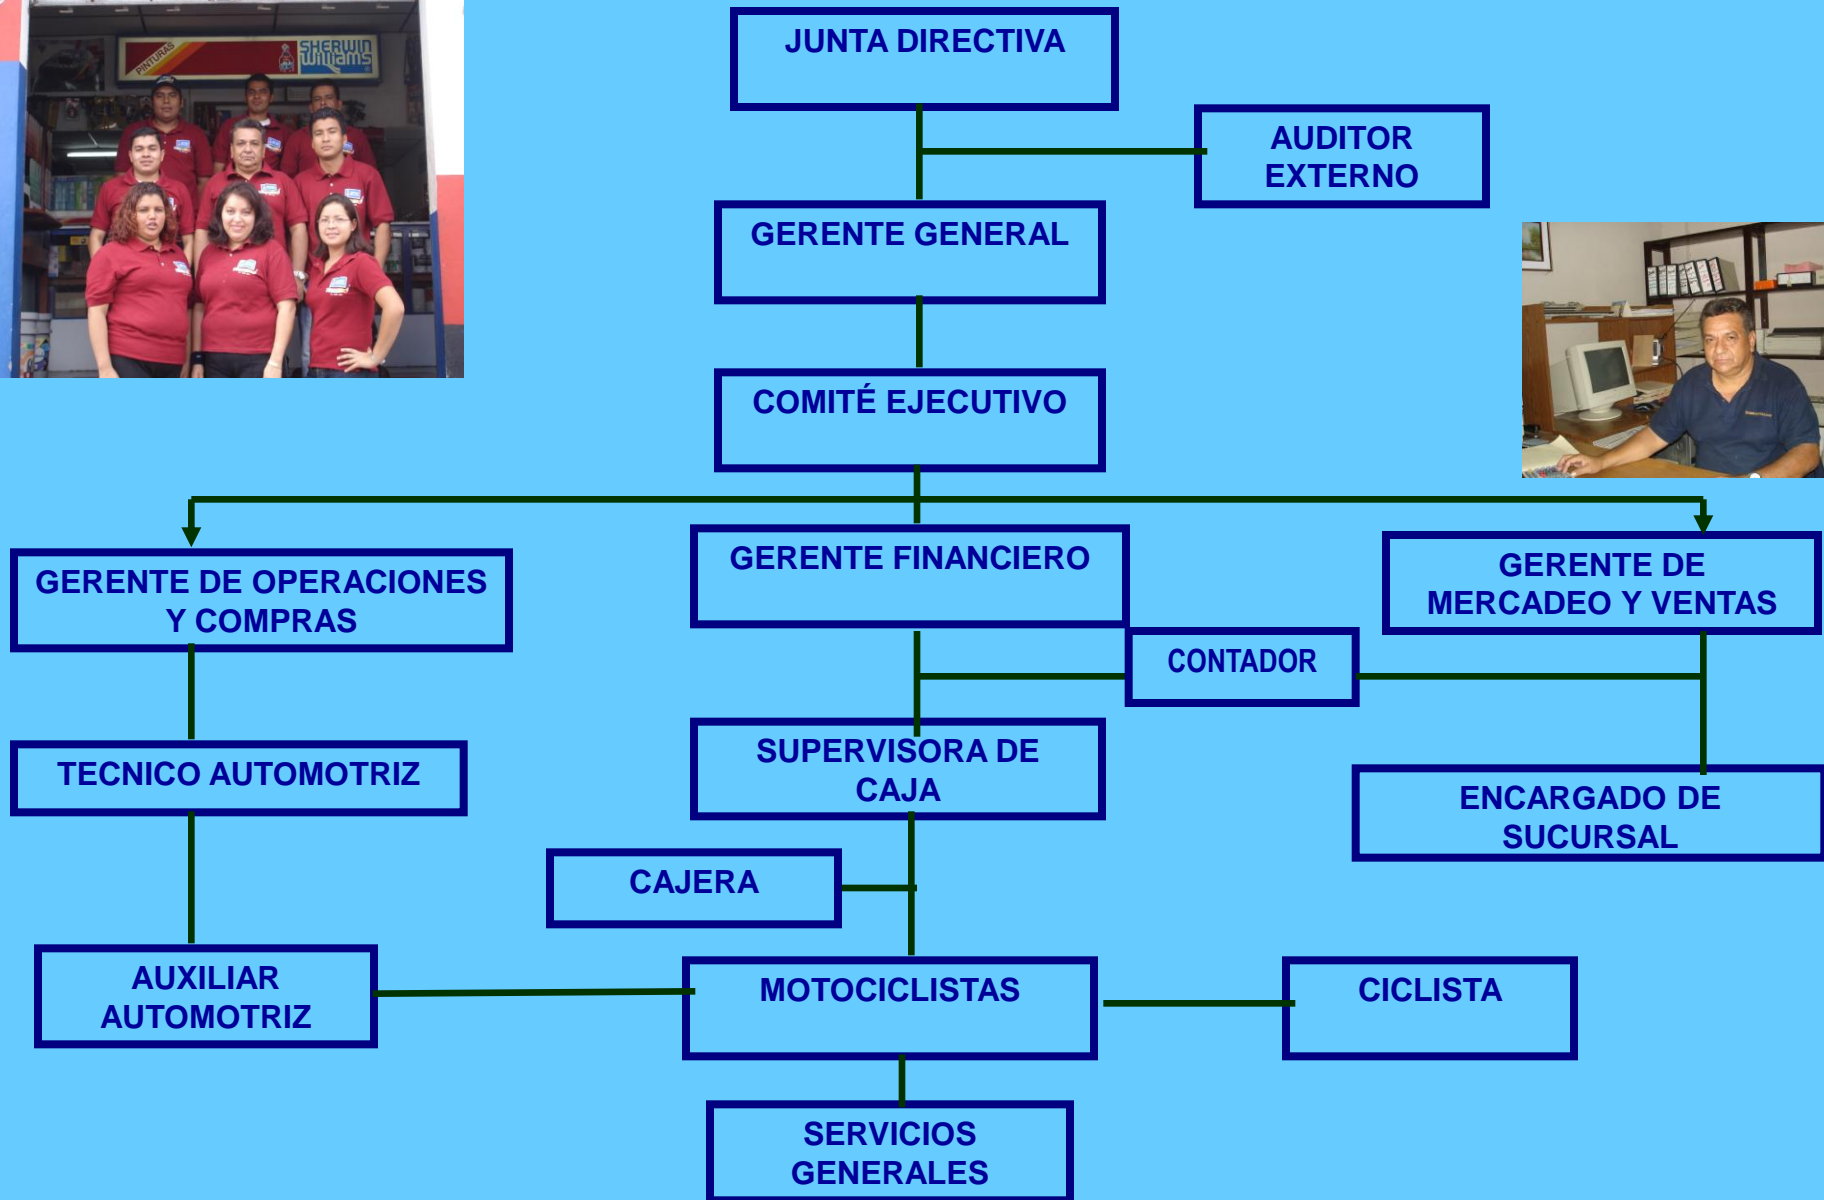 PINTURAS
SHERWIN
WILLIAMS
JUNTA DIRECTIVA
AUDITOR
EXTERNO
GERENTE GENERAL
COMITÉ EJECUTIVO
GERENTE DE OPERACIONES
Y COMPRAS
GERENTE FINANCIERO
GERENTE DE
MERCADEO Y VENTAS
CONTADOR
TECNICO AUTOMOTRIZ
SUPERVISORA DE
CAJA
ENCARGADO DE
SUCURSAL
CAJERA
AUXILIAR
AUTOMOTRIZ
MOTOCICLISTAS
CICLISTA
SERVICIOS
GENERALES